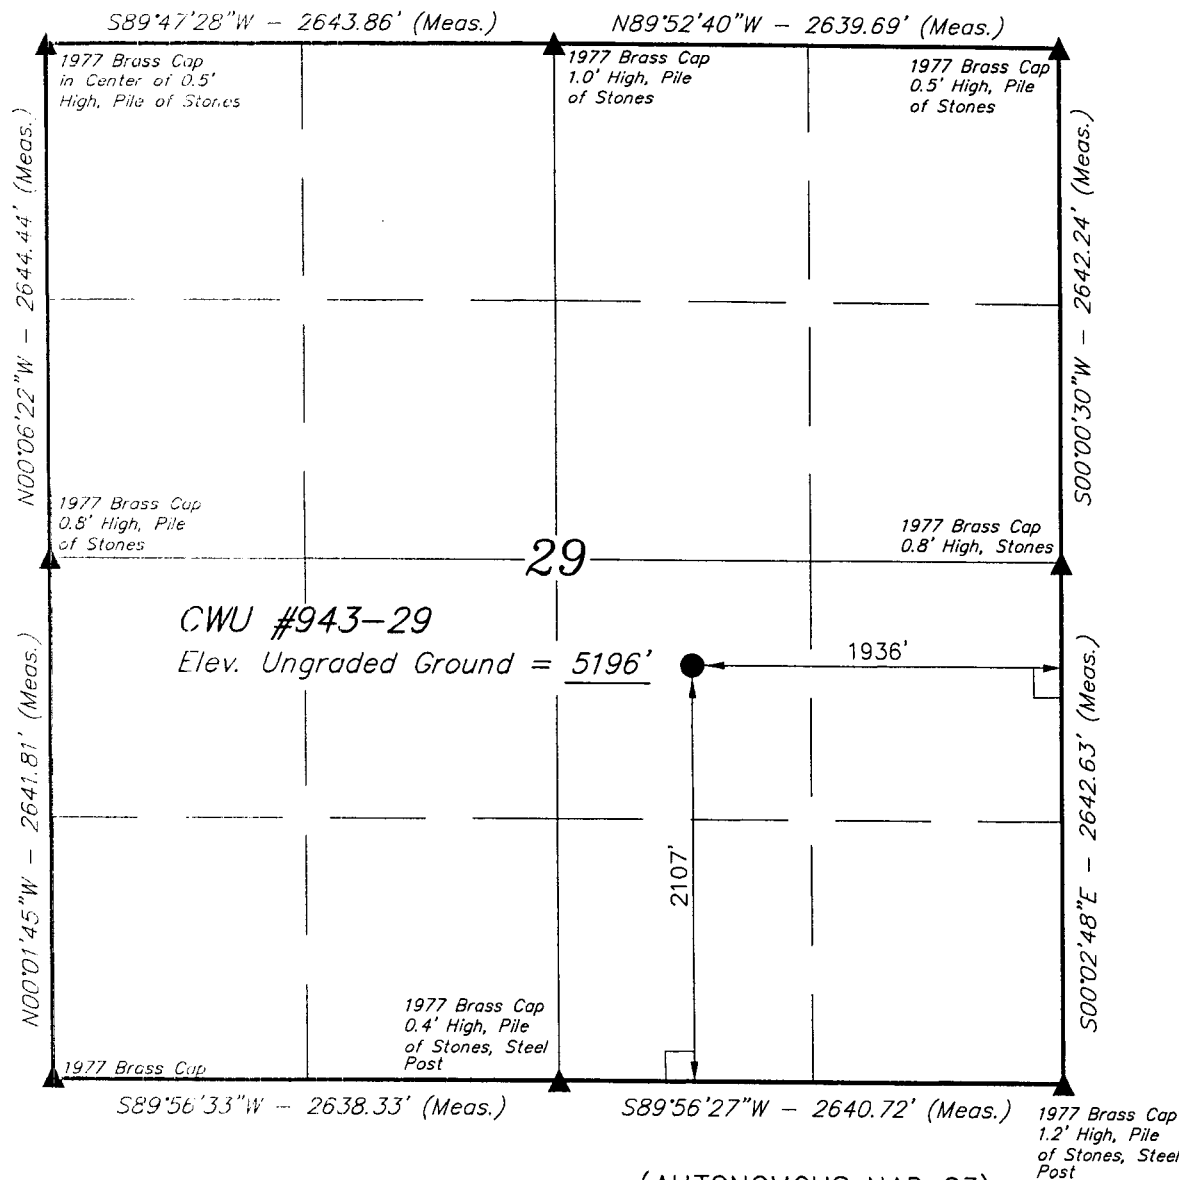 S89°47'28"W - 2643.86' (Meas.)
N89°52'40"W - 2639.69' (Meas.)
1977 Brass Cap
in Center of 0.5'
High, Pile of Stones
1977 Brass Cap
1.0' High, Pile
of Stones
1977 Brass Cap
0.5' High, Pile
of Stones
N00°06'22"W - 2644.44' (Meas.)
S00°00'30"W - 2642.24' (Meas.)
1977 Brass Cap
0.8' High, Pile
of Stones
1977 Brass Cap
0.8' High, Stones
29
CWU #943-29
Elev. Ungraded Ground = 5196'
1936'
2107'
N00°01'45"W - 2641.81' (Meas.)
S00°02'48"E - 2642.63' (Meas.)
1977 Brass Cap
0.4' High, Pile
of Stones, Steel
Post
1977 Brass Cap
S89°56'33"W - 2638.33' (Meas.)
S89°56'27"W - 2640.72' (Meas.)
1977 Brass Cap
1.2' High, Pile
of Stones, Steel
Post